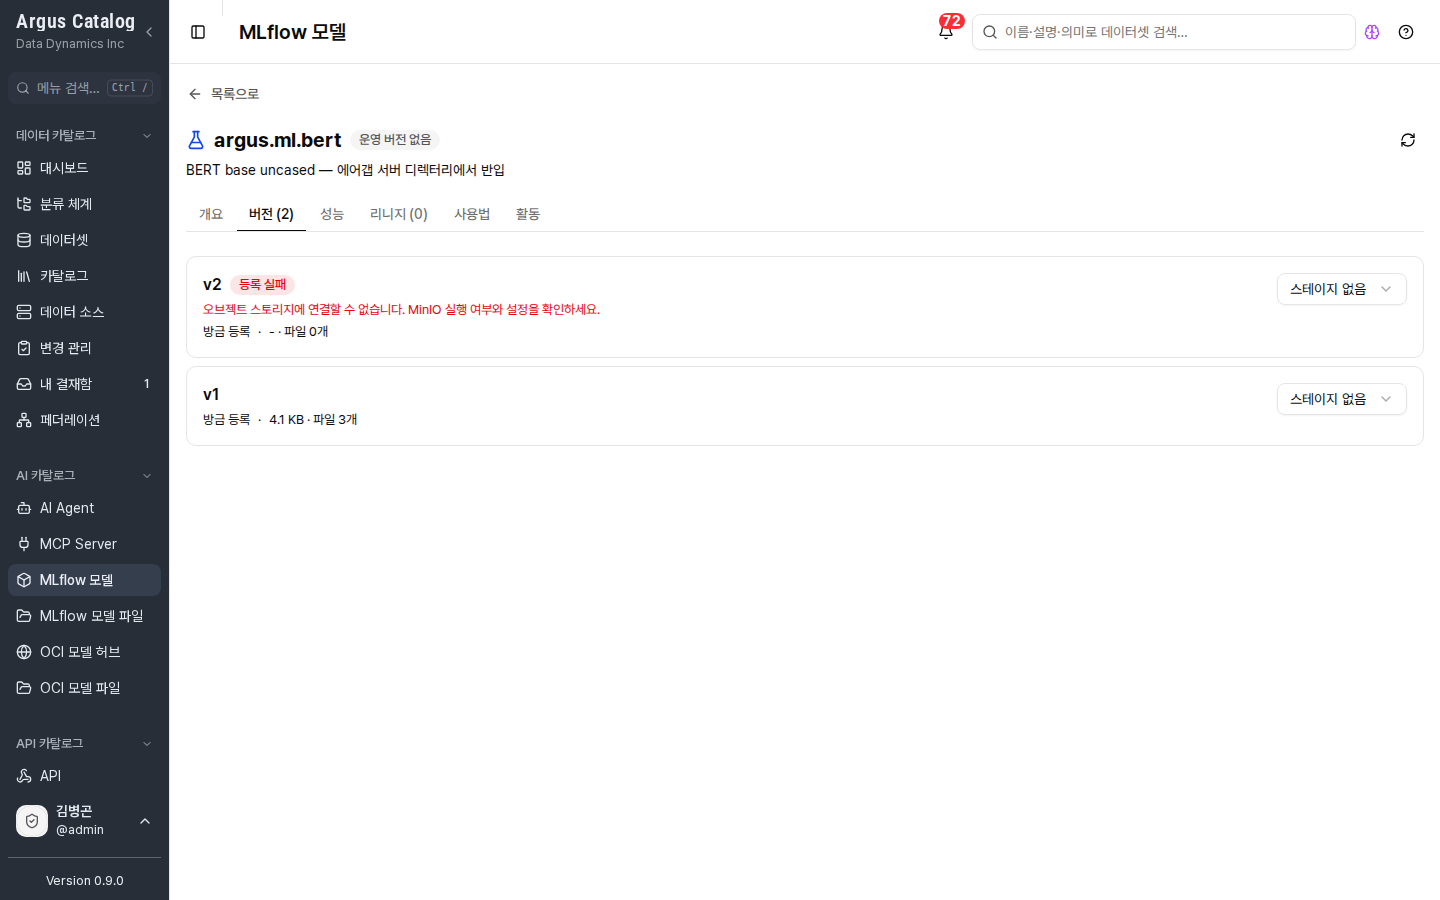 Argus Catalog
Data Dynamics Inc
메뉴 검색... Ctrl /
데이터 카탈로그
대시보드
분류 체계
데이터셋
카탈로그
데이터 소스
변경 관리
내 결재함 1
페더레이션
AI 카탈로그
AI Agent
MCP Server
MLflow 모델
MLflow 모델 파일
OCI 모델 허브
OCI 모델 파일
API 카탈로그
API
김병곤
@admin
Version 0.9.0
MLflow 모델
72
이름·설명·의미로 데이터셋 검색...
목록으로
argus.ml.bert 운영 버전 없음
BERT base uncased — 에어갭 서버 디렉터리에서 반입
개요 버전 (2) 성능 리니지 (0) 사용법 활동
v2 등록 실패
오브젝트 스토리지에 연결할 수 없습니다. MinIO 실행 여부와 설정을 확인하세요.
방금 등록 · - · 파일 0개
스테이지 없음
v1
방금 등록 · 4.1 KB · 파일 3개
스테이지 없음